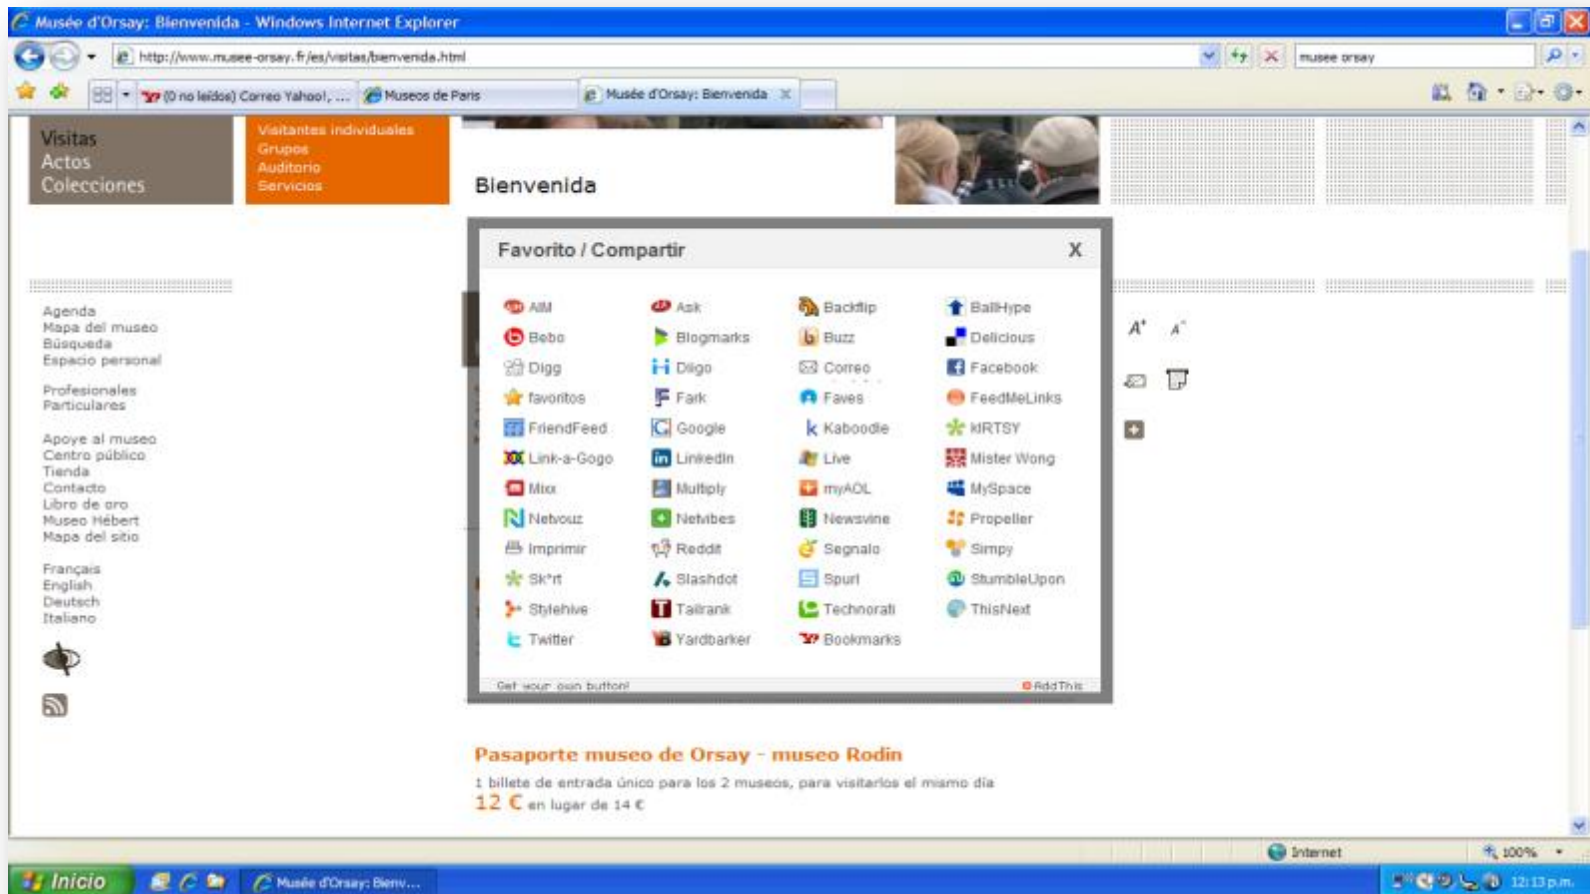 Musée d'Orsay: Bienvenida - Windows Internet Explorer
http://www.musee-orsay.fr/es/visitas/bienvenida.html
musee orsay
(0 no leidos) Correo Yahoo!, ...
Museos de Paris
Musée d'Orsay: Bienvenida
Visitas
Actos
Colecciones
Visitantes individuales
Grupos
Auditorio
Servicios
Bienvenida
Agenda
Mapa del museo
Búsqueda
Espacio personal
Profesionales
Particulares
Apoye al museo
Centro público
Tienda
Contacto
Libro de oro
Museo Hébert
Mapa del sitio
Français
English
Deutsch
Italiano
Favorito / Compartir X
AIM Ask Backflip BallHype
Bebo Blogmarks Buzz Delicious
Digg Diigo Correo Facebook
favoritos Fark Faves FeedMeLinks
FriendFeed Google Kaboodle kIRTSY
Link-a-Gogo LinkedIn Live Mister Wong
Mixx Multiply myAOL MySpace
Netvouz Netvibes Newsvine Propeller
Imprimir Reddit Segnalo Simpy
Sk*rt Slashdot Spurl StumbleUpon
Stylehive Tailrank Technorati ThisNext
Twitter Yardbarker Bookmarks
Get your own button! AddThis
A+ A-
Pasaporte museo de Orsay - museo Rodin
1 billete de entrada único para los 2 museos, para visitarlos el mismo día
12 € en lugar de 14 €
Internet
100%
Inicio
Musée d'Orsay: Bienv...
12:13 p.m.